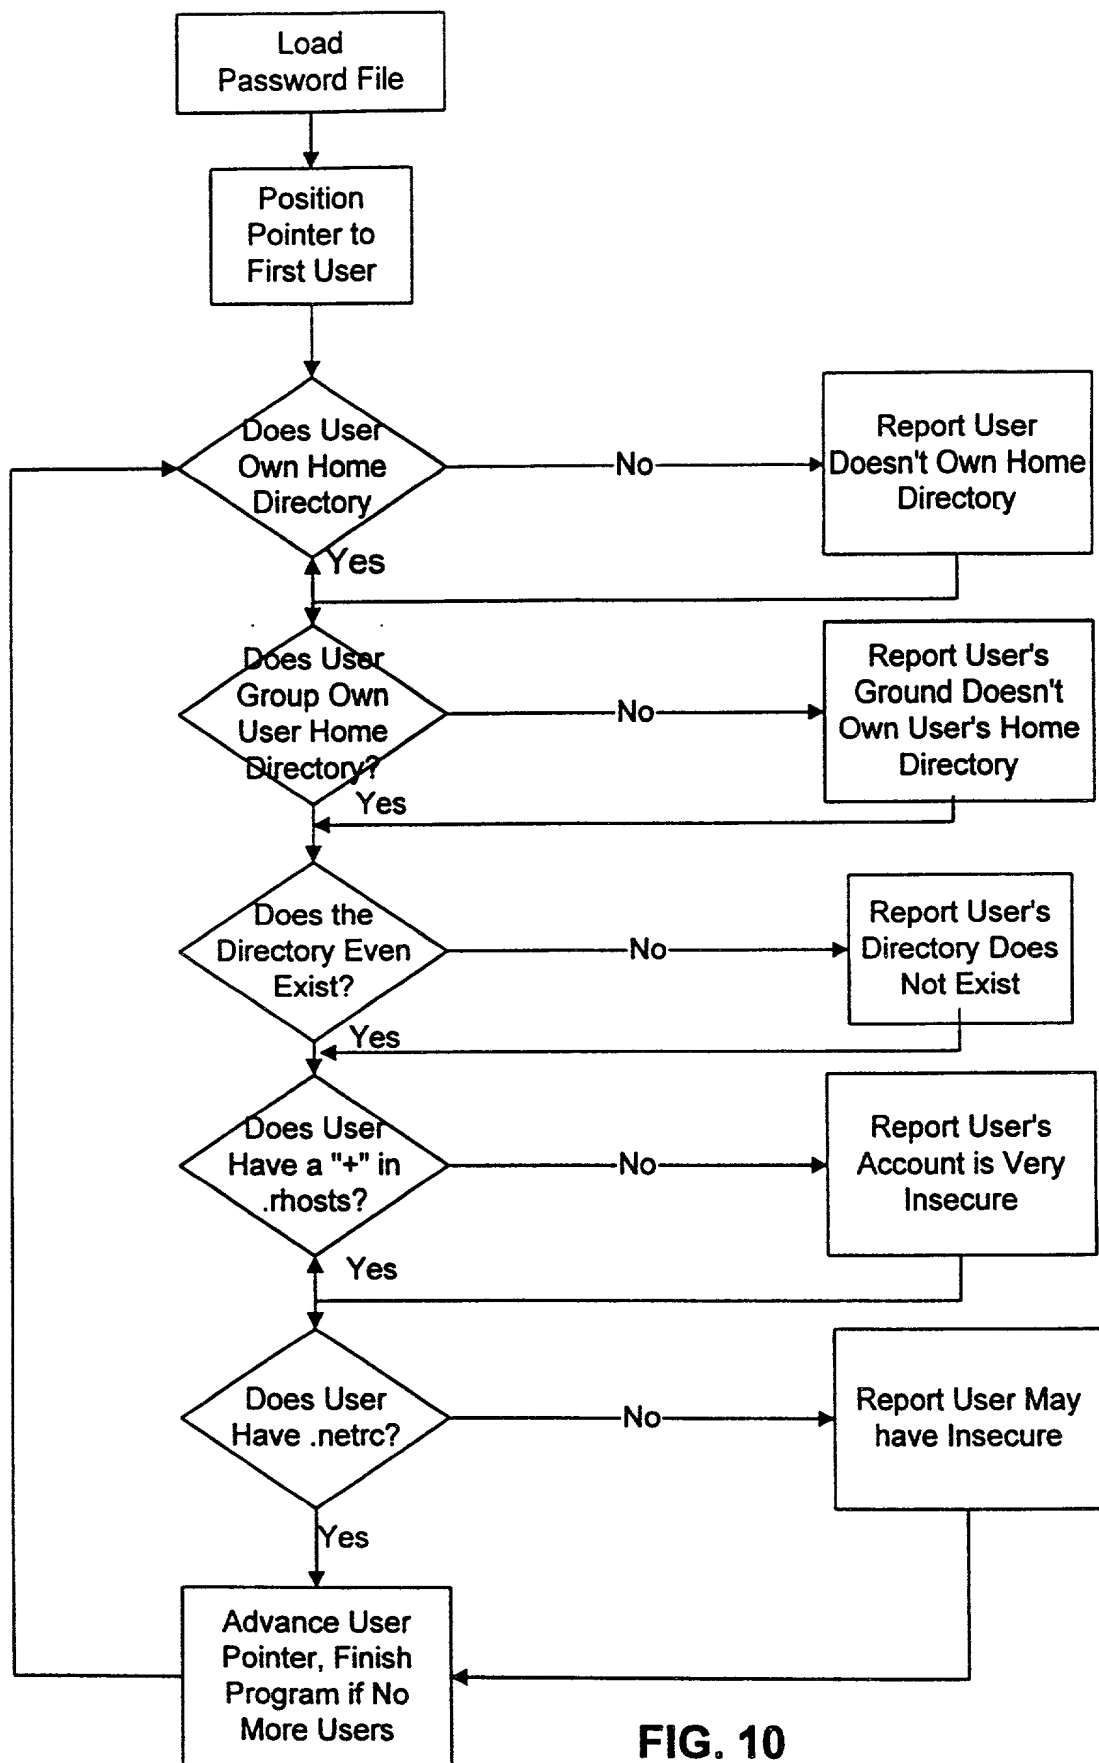 Load
Password File
Position
Pointer to
First User
Does User
Own Home
Directory
No
Report User
Doesn't Own Home
Directory
Yes
Does User
Group Own
User Home
Directory?
No
Report User's
Ground Doesn't
Own User's Home
Directory
Yes
Does the
Directory Even
Exist?
No
Report User's
Directory Does
Not Exist
Yes
Does User
Have a "+" in
.rhosts?
No
Report User's
Account is Very
Insecure
Yes
Does User
Have .netrc?
No
Report User May
have Insecure
Yes
Advance User
Pointer, Finish
Program if No
More Users
FIG. 10